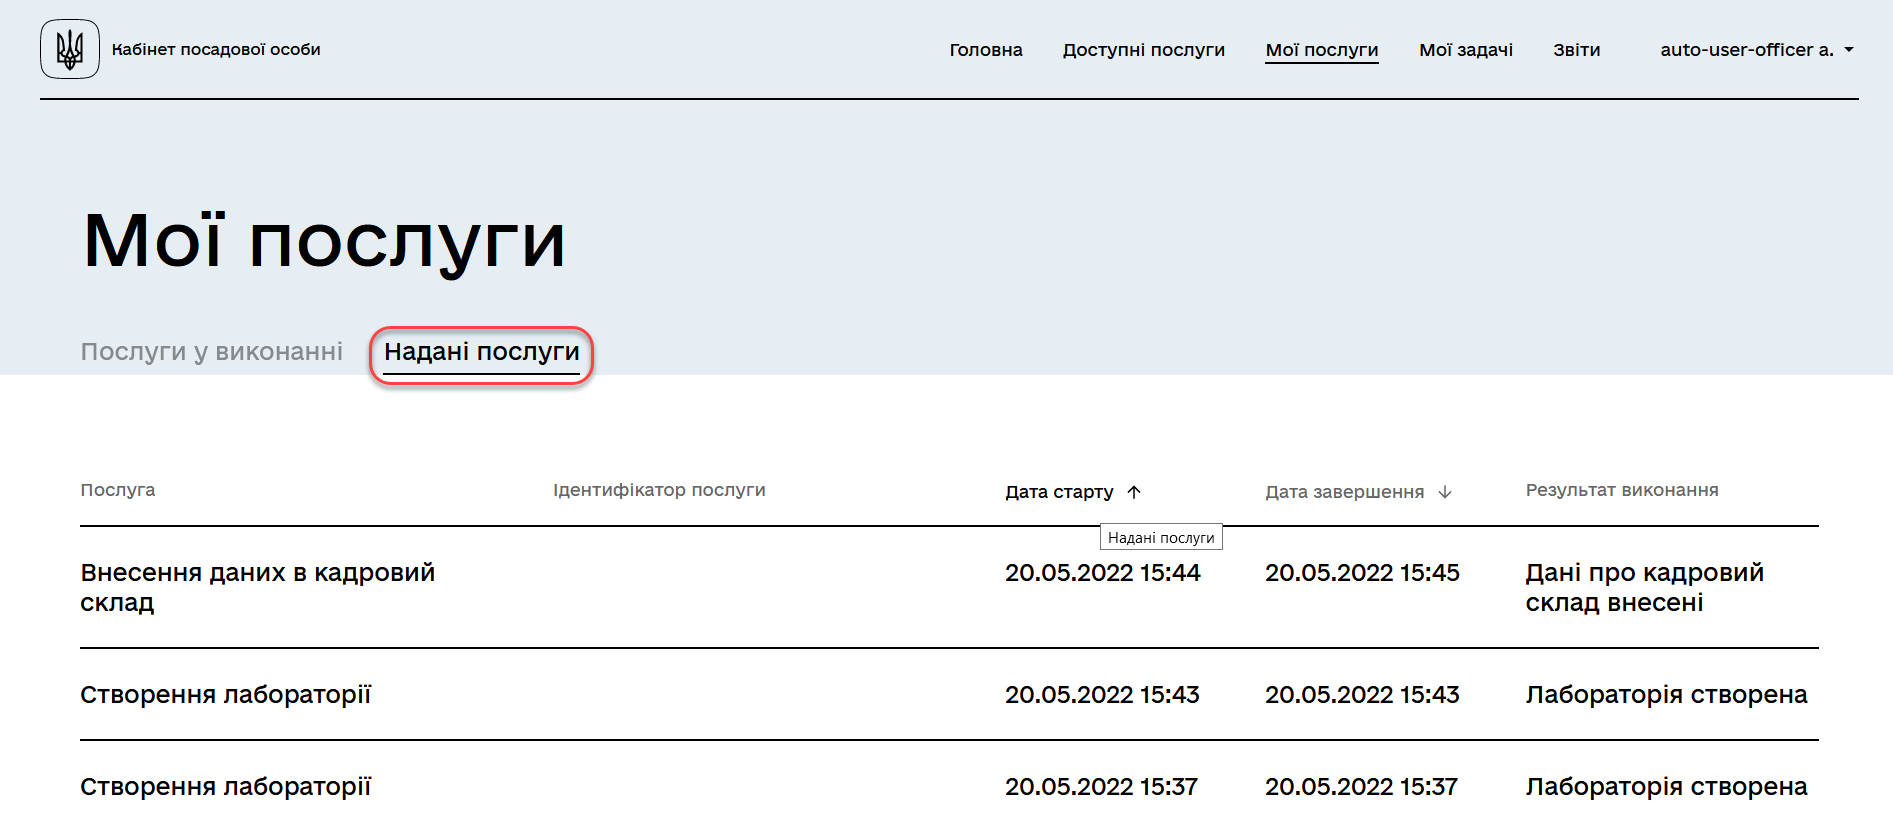 Кабінет посадової особи
Головна Доступні послуги Мої послуги Мої задачі Звіти auto-user-officer a.
Мої послуги
Послуги у виконанні Надані послуги
Послуга Ідентифікатор послуги Дата старту Дата завершення Результат виконання
Надані послуги
Внесення даних в кадровий 20.05.2022 15:44 20.05.2022 15:45 Дані про кадровий
склад склад внесені
Створення лабораторії 20.05.2022 15:43 20.05.2022 15:43 Лабораторія створена
Створення лабораторії 20.05.2022 15:37 20.05.2022 15:37 Лабораторія створена